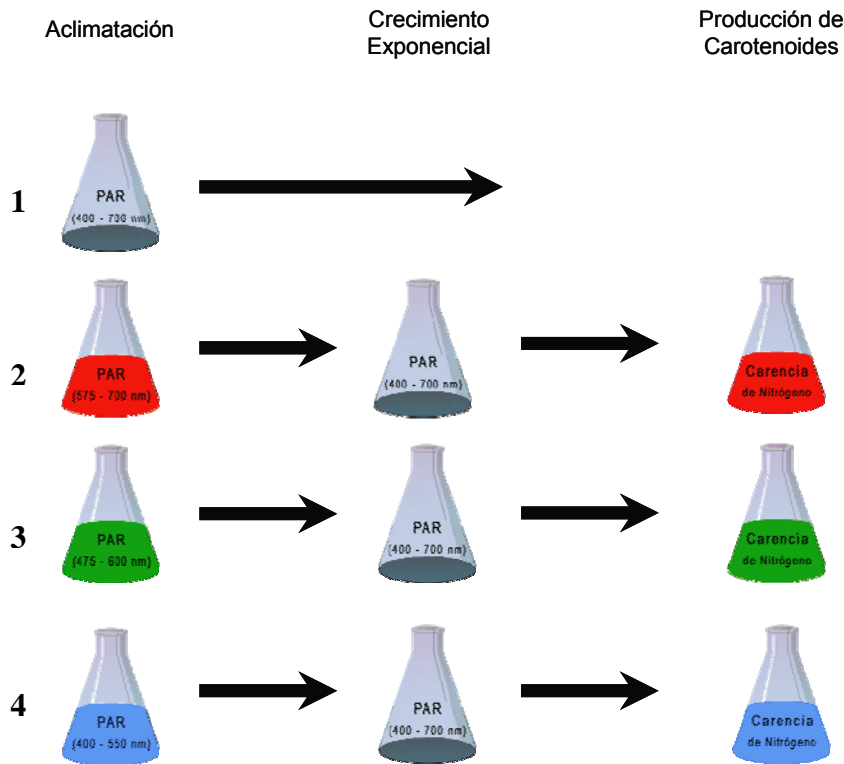 Aclimatación
Crecimiento
Exponencial
Producción de
Carotenoides
1
PAR
(400 - 700 nm)
2
PAR
(575 - 700 nm)
PAR
(400 - 700 nm)
Carencia
de Nitrógeno
3
PAR
(475 - 600 nm)
PAR
(400 - 700 nm)
Carencia
de Nitrógeno
4
PAR
(400 - 550 nm)
PAR
(400 - 700 nm)
Carencia
de Nitrógeno